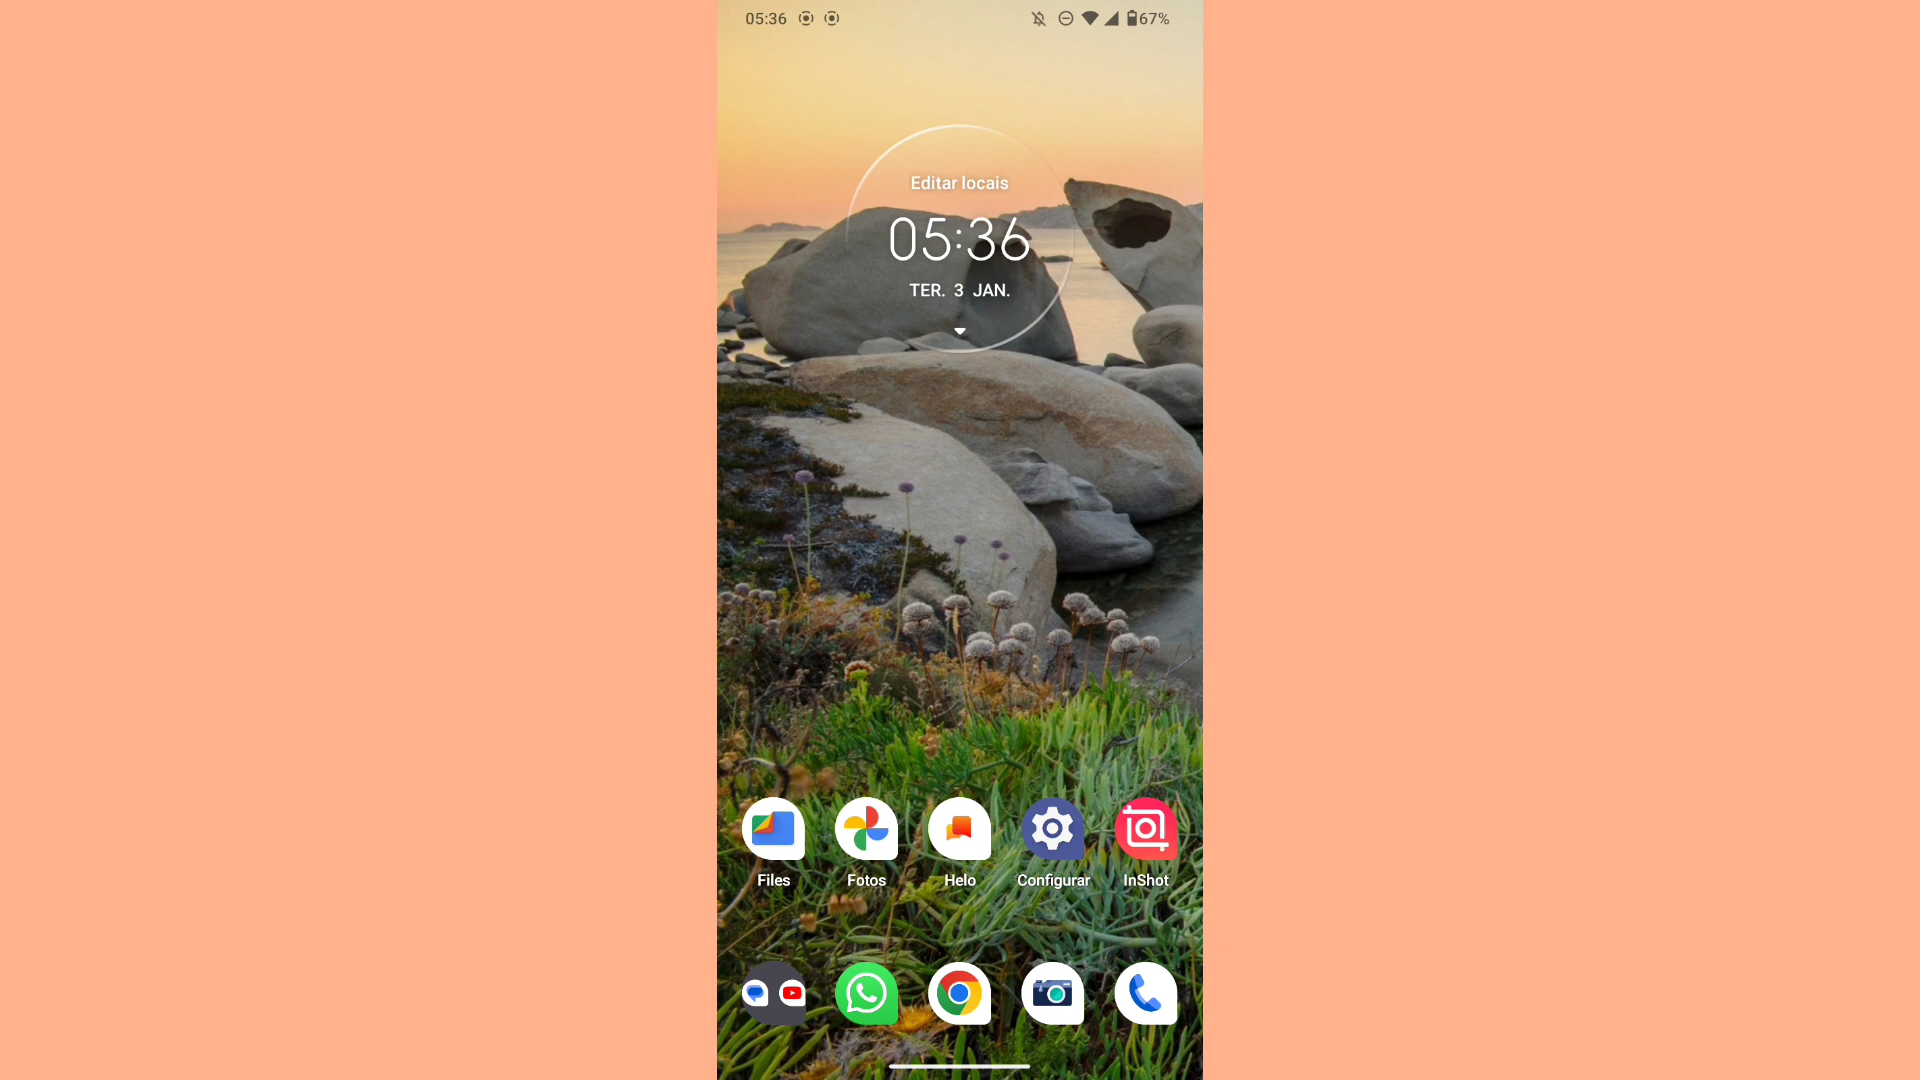 05:36
67%
Editar locais
05:36
TER. 3 JAN.
Files
Fotos
Helo
Configurar
InShot